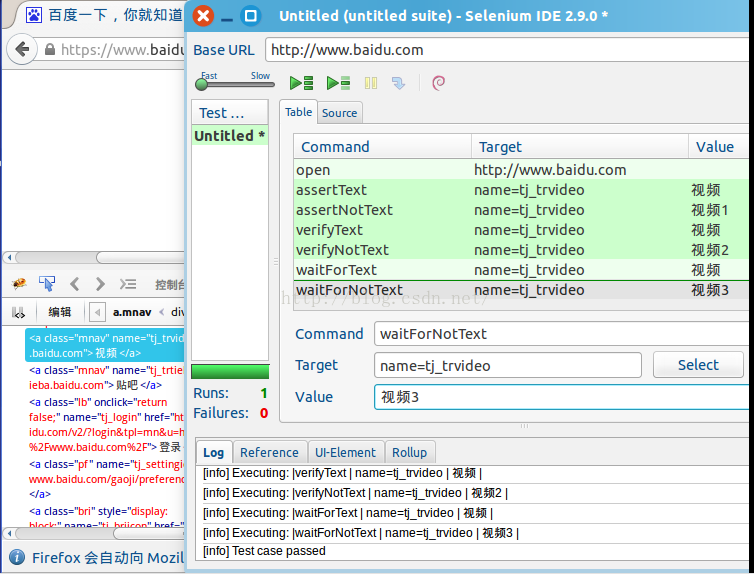 百度一下，你就知道
Untitled (untitled suite) - Selenium IDE 2.9.0 *
https://www.baidu
Base URL http://www.baidu.com
Fast Slow
Test ...
Untitled *
Table Source
Command Target Value
open http://www.baidu.com
assertText name=tj_trvideo 视频
assertNotText name=tj_trvideo 视频1
verifyText name=tj_trvideo 视频
verifyNotText name=tj_trvideo 视频2
waitForText name=tj_trvideo 视频
waitForNotText name=tj_trvideo 视频3
http://blog.csdn.net/
Command waitForNotText
Target name=tj_trvideo Select
Value 视频3
Runs: 1
Failures: 0
控制台
编辑 a.mnav div
<a class="mnav" name="tj_trvid
.baidu.com">视频</a>
<a class="mnav" name="tj_trtie
ieba.baidu.com">贴吧</a>
<a class="lb" onclick="return
false;" name="tj_login" href="ht
idu.com/v2/?login&tpl=mn&u=h
%2Fwww.baidu.com%2F">登录
<a class="pf" name="tj_settingi
www.baidu.com/gaoji/preferen
</a>
<a class="bri" style="display:
block;" name="tj_briicon" href="
Firefox 会自动向 Mozil
Log Reference UI-Element Rollup
[info] Executing: |verifyText | name=tj_trvideo | 视频 |
[info] Executing: |verifyNotText | name=tj_trvideo | 视频2 |
[info] Executing: |waitForText | name=tj_trvideo | 视频 |
[info] Executing: |waitForNotText | name=tj_trvideo | 视频3 |
[info] Test case passed